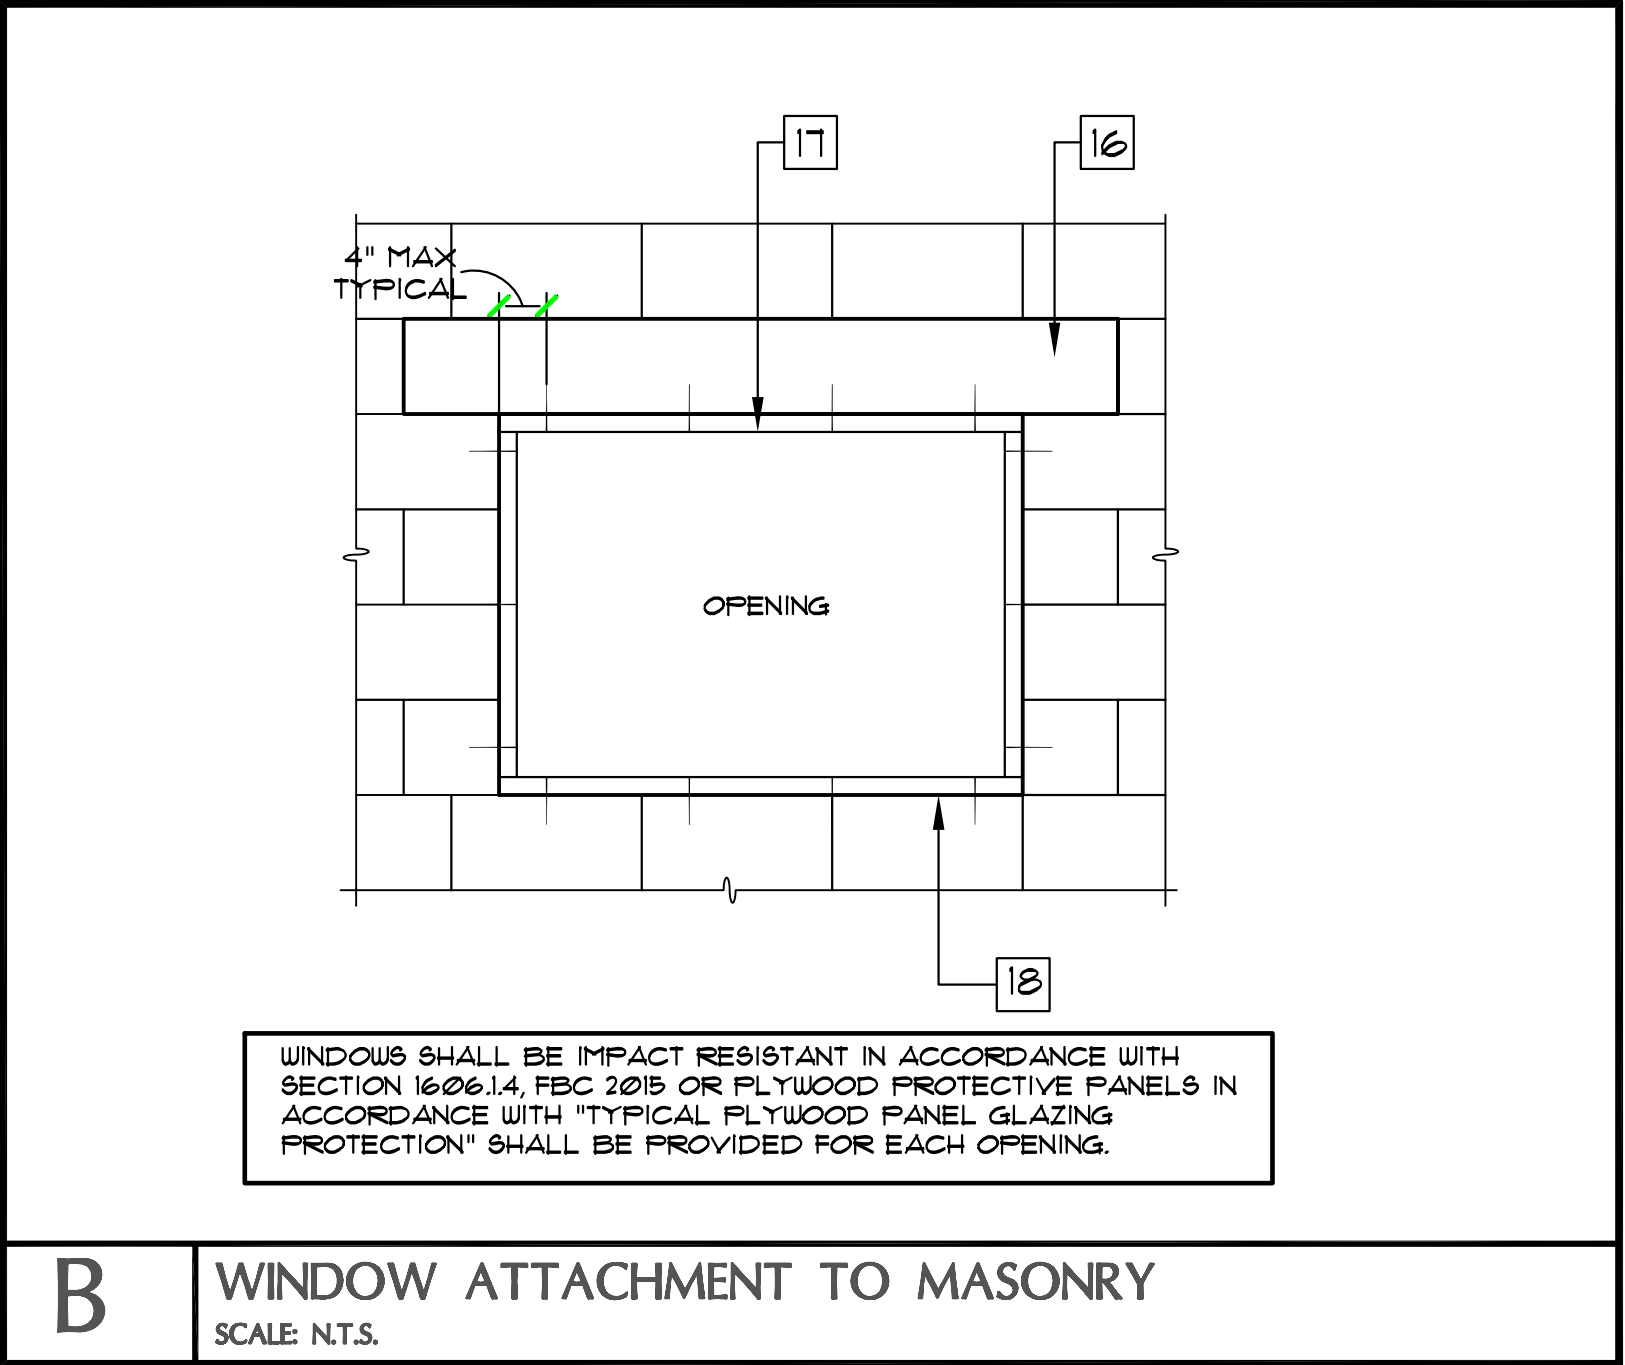 17
16
4" MAX
TYPICAL
OPENING
18
WINDOWS SHALL BE IMPACT RESISTANT IN ACCORDANCE WITH
SECTION 1606.1.4, FBC 2015 OR PLYWOOD PROTECTIVE PANELS IN
ACCORDANCE WITH "TYPICAL PLYWOOD PANEL GLAZING
PROTECTION" SHALL BE PROVIDED FOR EACH OPENING.
B
WINDOW ATTACHMENT TO MASONRY
SCALE: N.T.S.